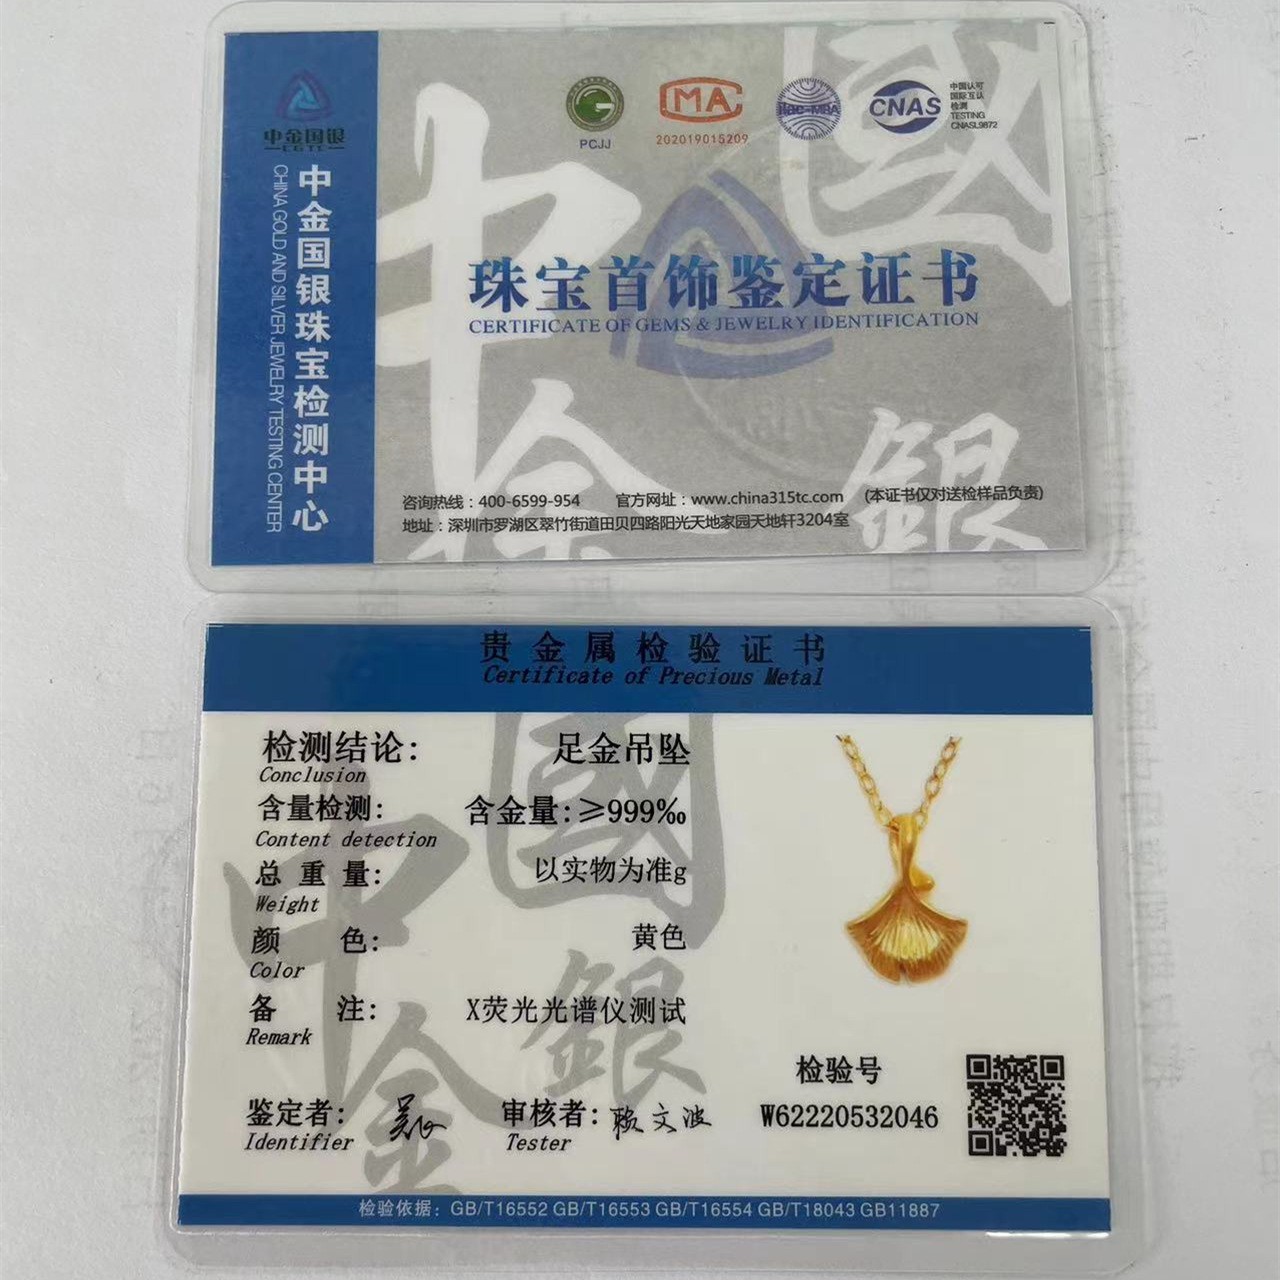 中金国银
CGTC
中金国银珠宝检测中心
CHINA GOLD AND SILVER JEWELRY TESTING CENTER
PCJJ
MA
202019015209
ilac-MRA
CNAS
中国认可
国际互认
检测
TESTING
CNASL9872
中國
金銀
珠宝首饰鉴定证书
CERTIFICATE OF GEMS & JEWELRY IDENTIFICATION
咨询热线：400-6599-954 官方网址：www.china315tc.com (本证书仅对送检样品负责)
地址：深圳市罗湖区翠竹街道田贝四路阳光天地家园天地轩3204室
贵金属检验证书
Certificate of Precious Metal
中國
金銀
检测结论: 足金吊坠
Conclusion
含量检测: 含金量:≥999‰
Content detection
总重量: 以实物为准g
Weight
颜色: 黄色
Color
备注: X荧光光谱仪测试
Remark
检验号
W62220532046
鉴定者:
Identifier
审核者: 赖文波
Tester
检验依据：GB/T16552 GB/T16553 GB/T16554 GB/T18043 GB11887